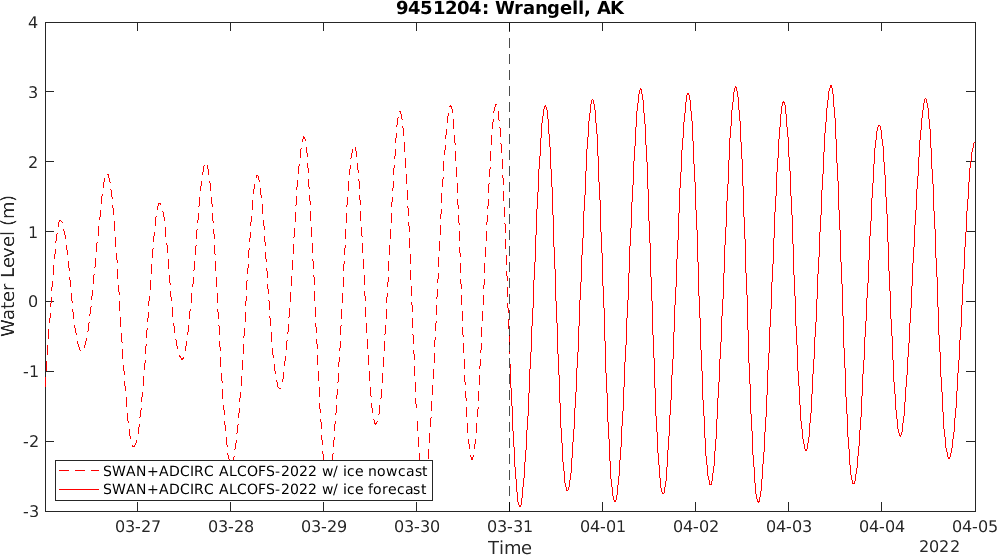 9451204: Wrangell, AK
4
3
2
1
0
-1
-2
-3
Water Level (m)
SWAN+ADCIRC ALCOFS-2022 w/ ice nowcast
SWAN+ADCIRC ALCOFS-2022 w/ ice forecast
03-27 03-28 03-29 03-30 03-31 04-01 04-02 04-03 04-04 04-05
Time
2022